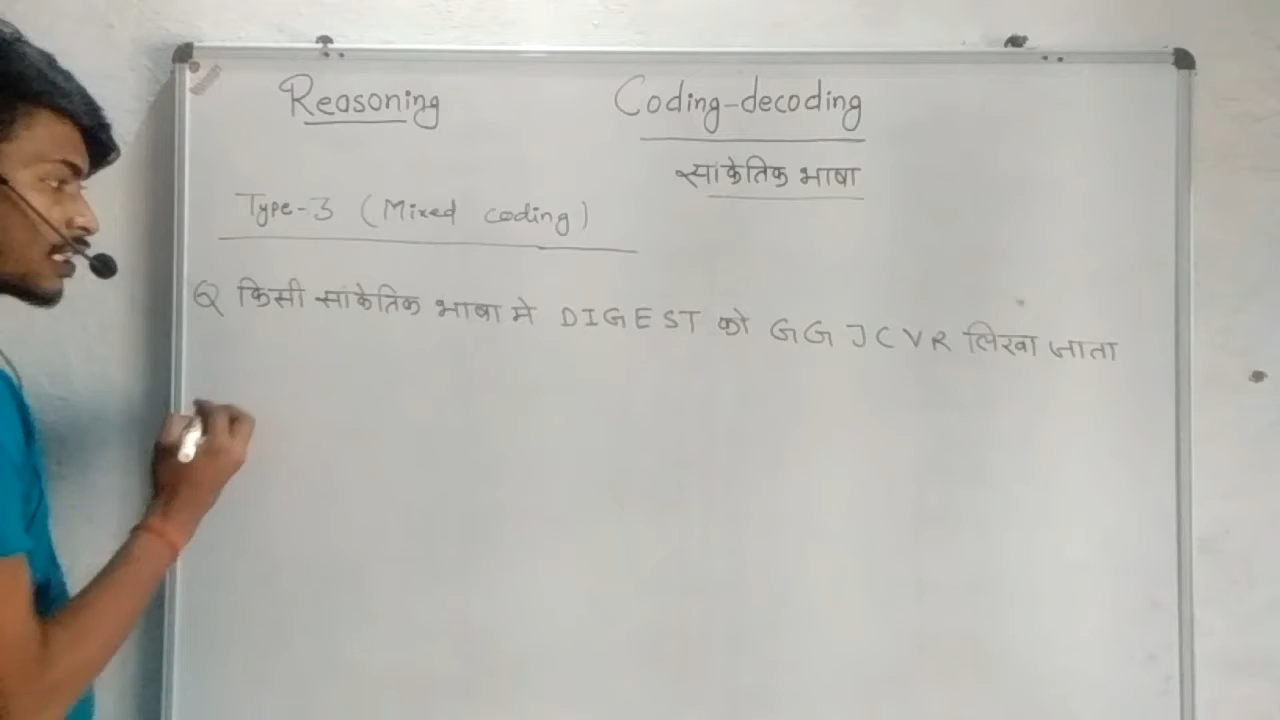 Reasoning
Coding-decoding
सांकेतिक भाषा
Type-3 (Mixed coding)
Q किसी सांकेतिक भाषा मे DIGEST को GGJCVR लिखा जाता